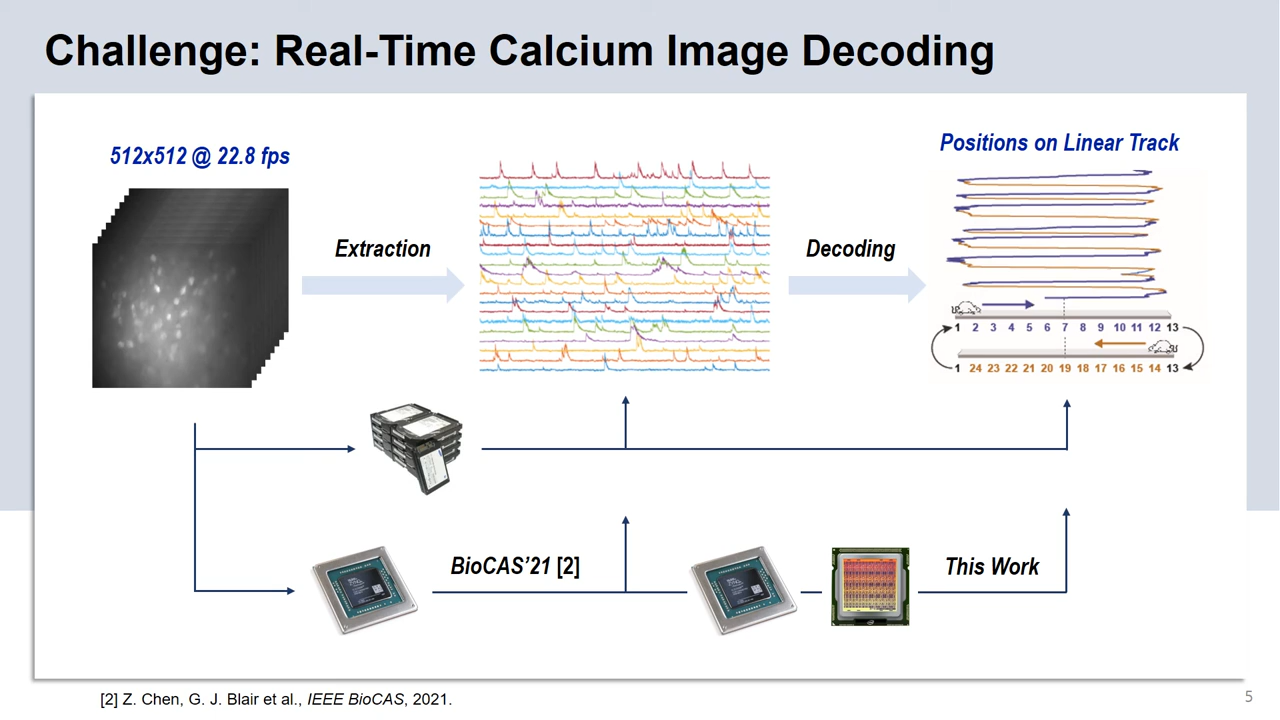 Challenge: Real-Time Calcium Image Decoding
512x512 @ 22.8 fps
Positions on Linear Track
Extraction
Decoding
1 2 3 4 5 6 7 8 9 10 11 12 13
1 24 23 22 21 20 19 18 17 16 15 14 13
BioCAS’21 [2]
This Work
[2] Z. Chen, G. J. Blair et al., IEEE BioCAS, 2021.
5